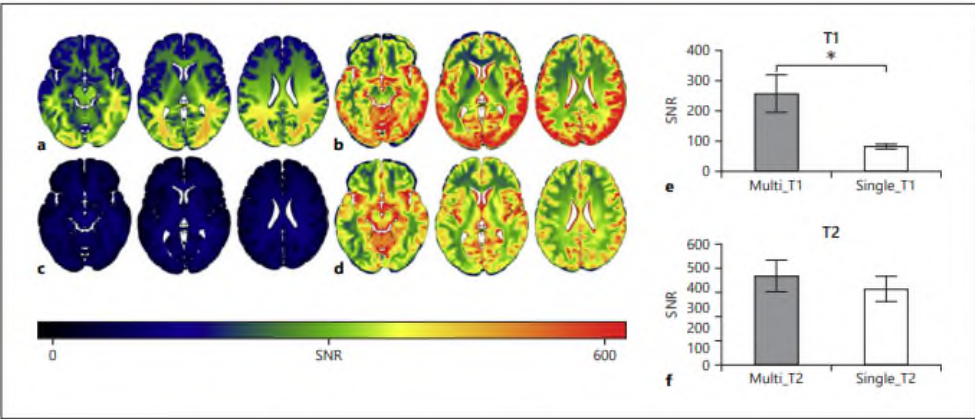 a
b
c
d
0
SNR
600
T1
*
400
300
200
100
0
SNR
Multi_T1
Single_T1
e
T2
600
500
400
300
200
100
0
SNR
Multi_T2
Single_T2
f